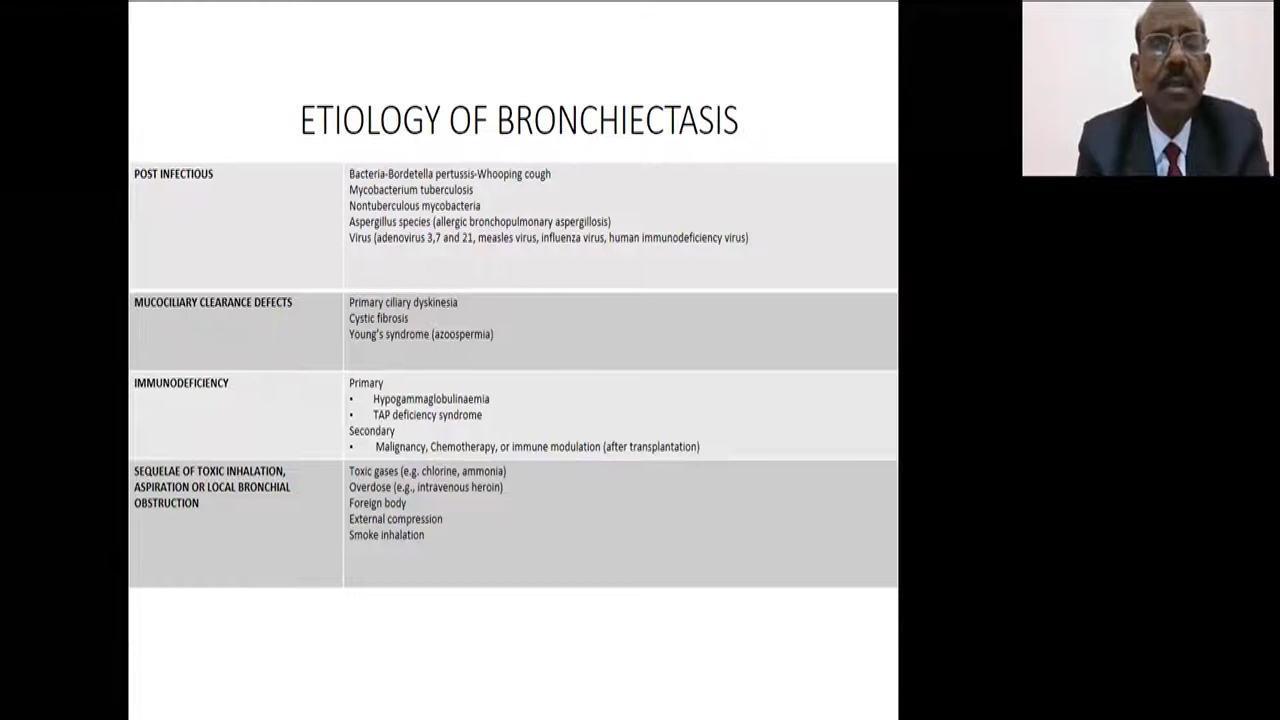 ETIOLOGY OF BRONCHIECTASIS
POST INFECTIOUS
Bacteria-Bordetella pertussis-Whooping cough
Mycobacterium tuberculosis
Nontuberculous mycobacteria
Aspergillus species (allergic bronchopulmonary aspergillosis)
Virus (adenovirus 3,7 and 21, measles virus, influenza virus, human immunodeficiency virus)
MUCOCILIARY CLEARANCE DEFECTS
Primary ciliary dyskinesia
Cystic fibrosis
Young's syndrome (azoospermia)
IMMUNODEFICIENCY
Primary
• Hypogammaglobulinaemia
• TAP deficiency syndrome
Secondary
• Malignancy, Chemotherapy, or immune modulation (after transplantation)
SEQUELAE OF TOXIC INHALATION,
ASPIRATION OR LOCAL BRONCHIAL
OBSTRUCTION
Toxic gases (e.g. chlorine, ammonia)
Overdose (e.g., intravenous heroin)
Foreign body
External compression
Smoke inhalation